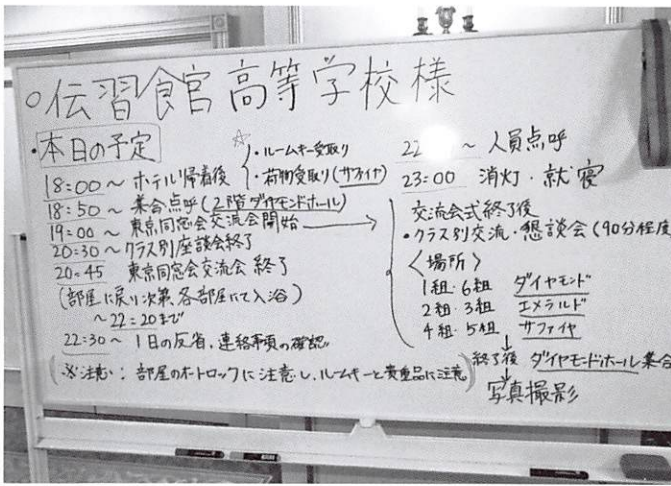 ○伝習館高等学校様
・本日の予定
18:00〜 ホテル帰着後
☆
・ルームキー受取り
・荷物受取り(サファイヤ)
18:50〜 集合点呼(2階ダイヤモンドホール)
19:00〜 東京同窓会交流会開始
20:30〜 クラス別座談会終了
20:45 東京同窓会交流会 終了
(部屋に戻り次第、各部屋にて入浴)
〜22:20まで
22:30〜 1日の反省、連絡事項の確認
(※注意: 部屋のオートロックに注意し、ルームキーと貴重品に注意)
22 〜 人員点呼
23:00 消灯・就寝
交流会式終了後
・クラス別交流・懇談会(90分程度
<場所>
1組・6組 ダイヤモンド
2組・3組 エメラルド
4組・5組 サファイヤ
↓
終了後 ダイヤモンドホール集合
↓
写真撮影